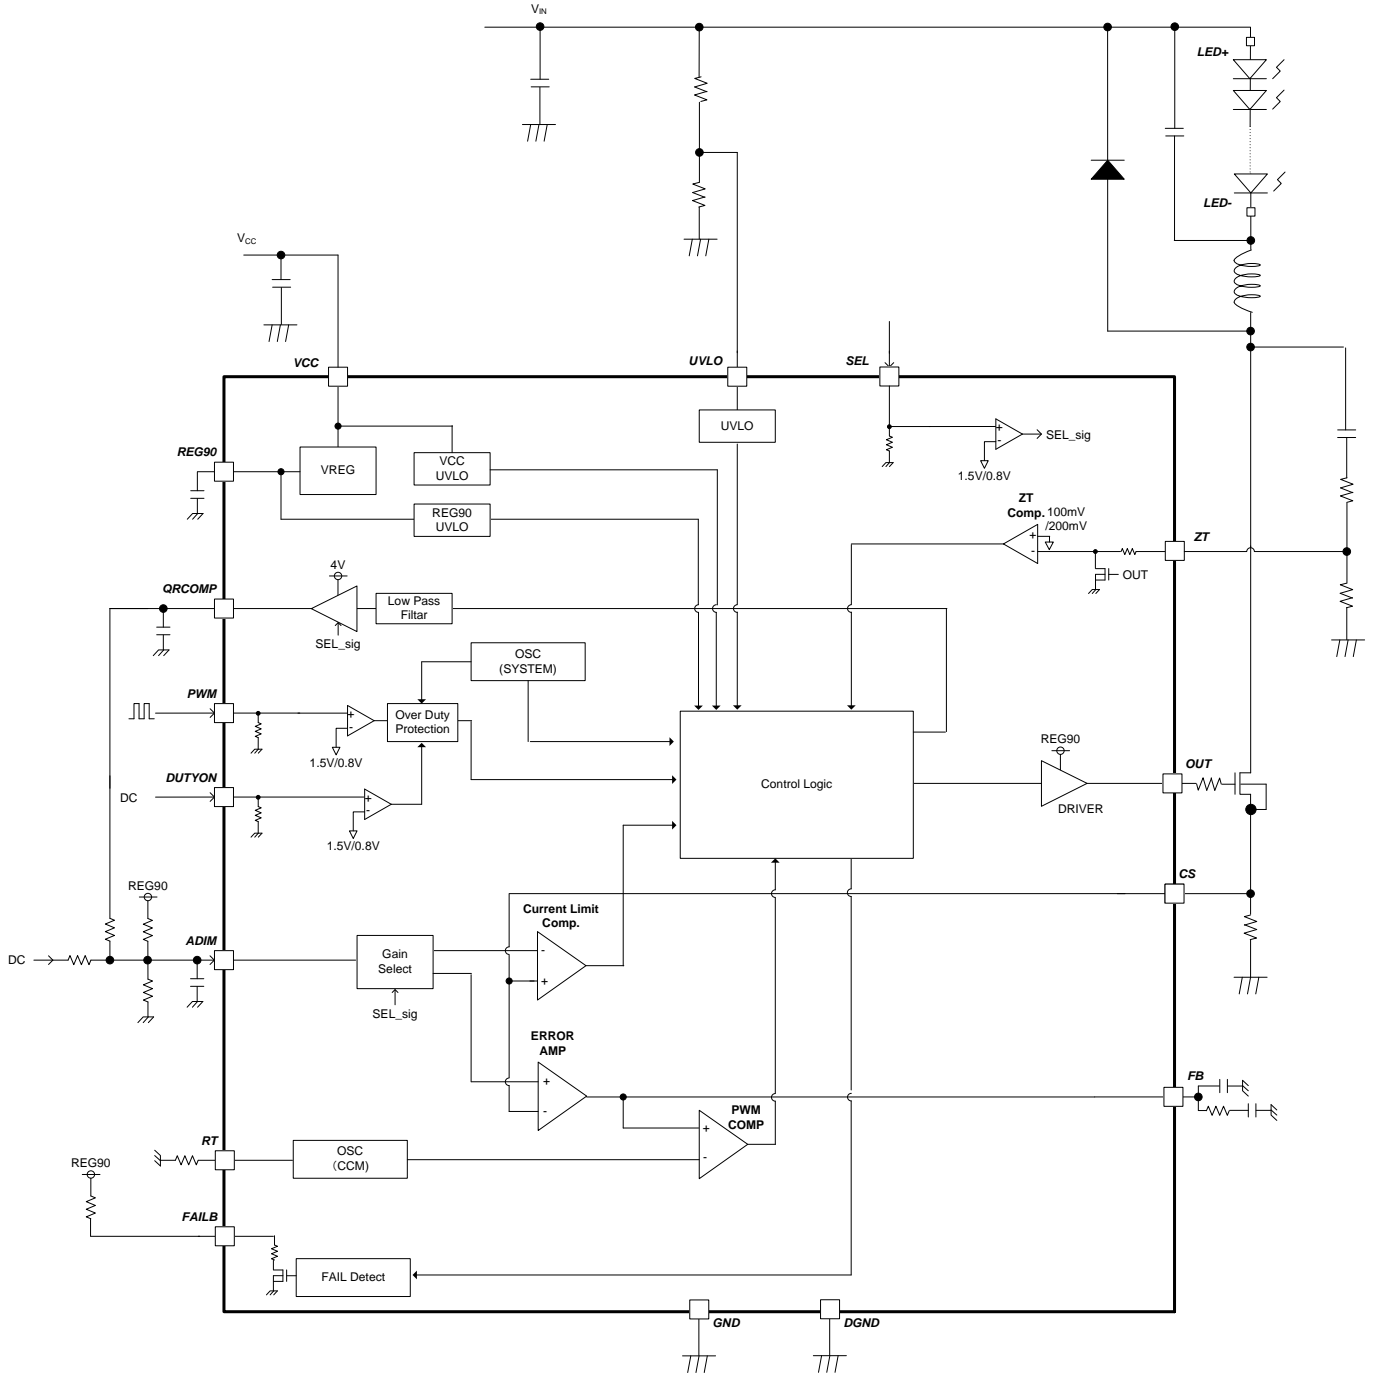 VIN
LED+
LED-
VCC
VCC
UVLO
SEL
UVLO
SEL_sig
1.5V/0.8V
REG90
VREG
VCC
UVLO
REG90
UVLO
ZT
Comp. 100mV
/200mV
ZT
OUT
4V
QRCOMP
Low Pass
Filtar
SEL_sig
OSC
(SYSTEM)
PWM
Over Duty
Protection
1.5V/0.8V
REG90
OUT
Control Logic
DUTYON
DC
DRIVER
1.5V/0.8V
CS
REG90
Current Limit
Comp.
-
+
ADIM
DC
Gain
Select
SEL_sig
ERROR
AMP
+
-
FB
PWM
COMP
+
-
RT
OSC
(CCM)
REG90
FAILB
FAIL Detect
GND
DGND